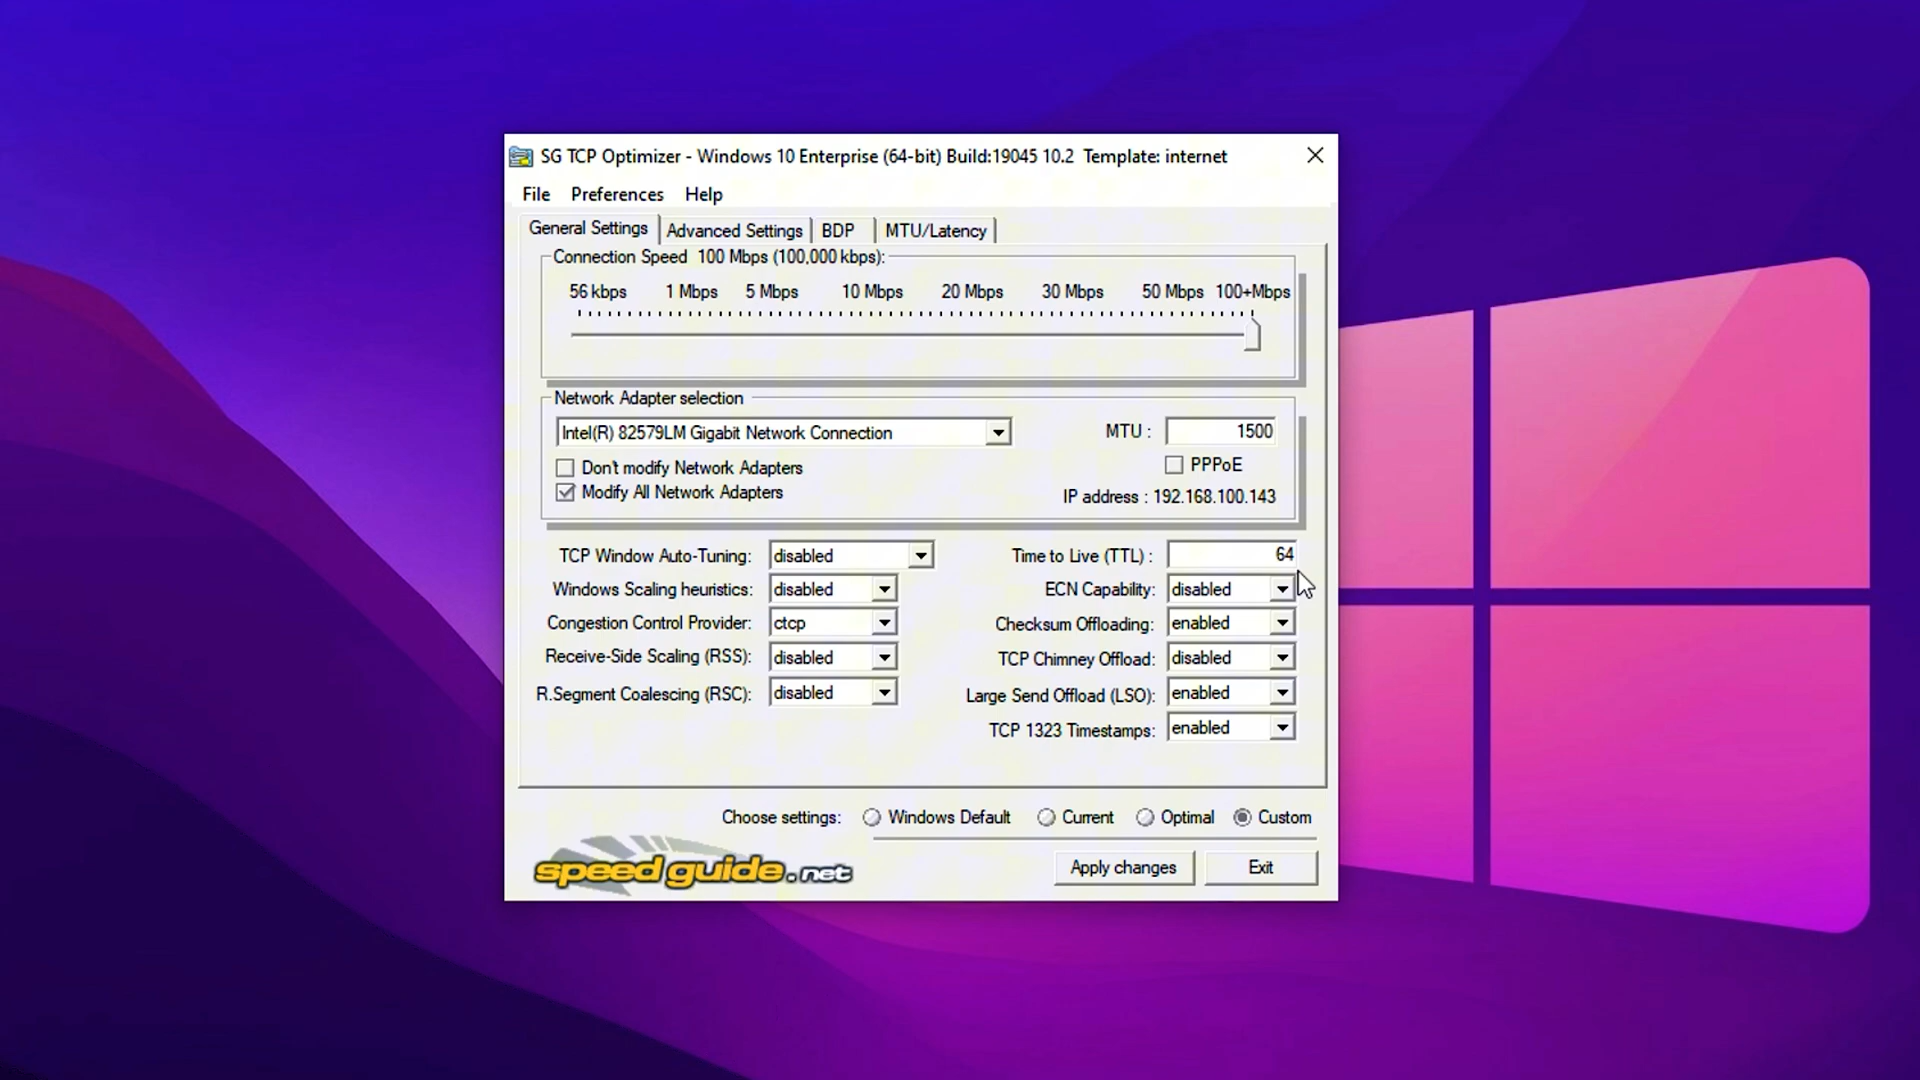 SG TCP Optimizer - Windows 10 Enterprise (64-bit) Build:19045 10.2 Template: internet
File Preferences Help
General Settings Advanced Settings BDP MTU/Latency
Connection Speed 100 Mbps (100,000 kbps):
56 kbps 1 Mbps 5 Mbps 10 Mbps 20 Mbps 30 Mbps 50 Mbps 100+Mbps
Network Adapter selection
Intel(R) 82579LM Gigabit Network Connection MTU : 1500
Don't modify Network Adapters PPPoE
Modify All Network Adapters IP address : 192.168.100.143
TCP Window Auto-Tuning: disabled Time to Live (TTL) : 64
Windows Scaling heuristics: disabled ECN Capability: disabled
Congestion Control Provider: ctcp Checksum Offloading: enabled
Receive-Side Scaling (RSS): disabled TCP Chimney Offload: disabled
R.Segment Coalescing (RSC): disabled Large Send Offload (LSO): enabled
TCP 1323 Timestamps: enabled
Choose settings: Windows Default Current Optimal Custom
speedguide.net Apply changes Exit